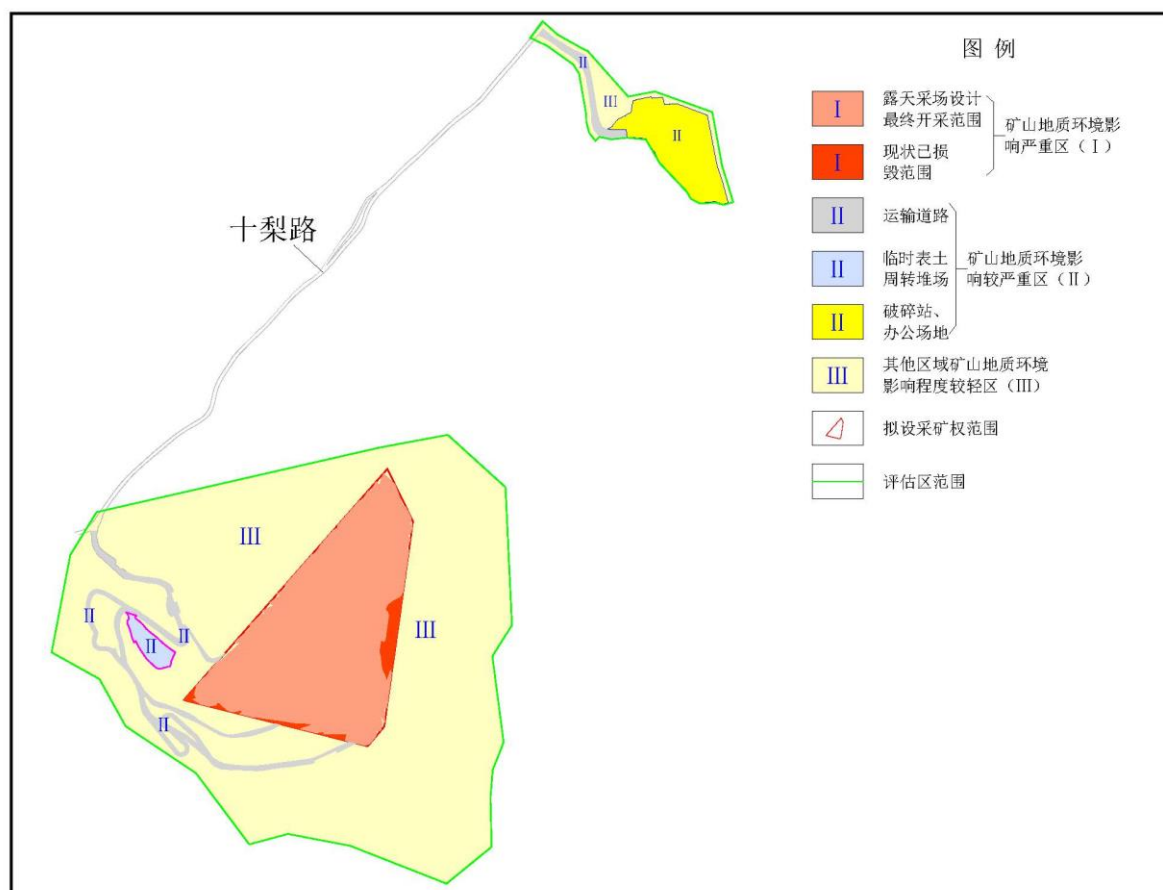 图 例
I
露天采场设计
最终开采范围
I
现状已损
毁范围
矿山地质环境影
响严重区（I）
II
运输道路
II
临时表土
周转堆场
II
破碎站、
办公场地
矿山地质环境影
响较严重区（II）
III
其他区域矿山地质环境
影响程度较轻区（III）
拟设采矿权范围
评估区范围
II
III
II
十梨路
III
III
II
II
II
II